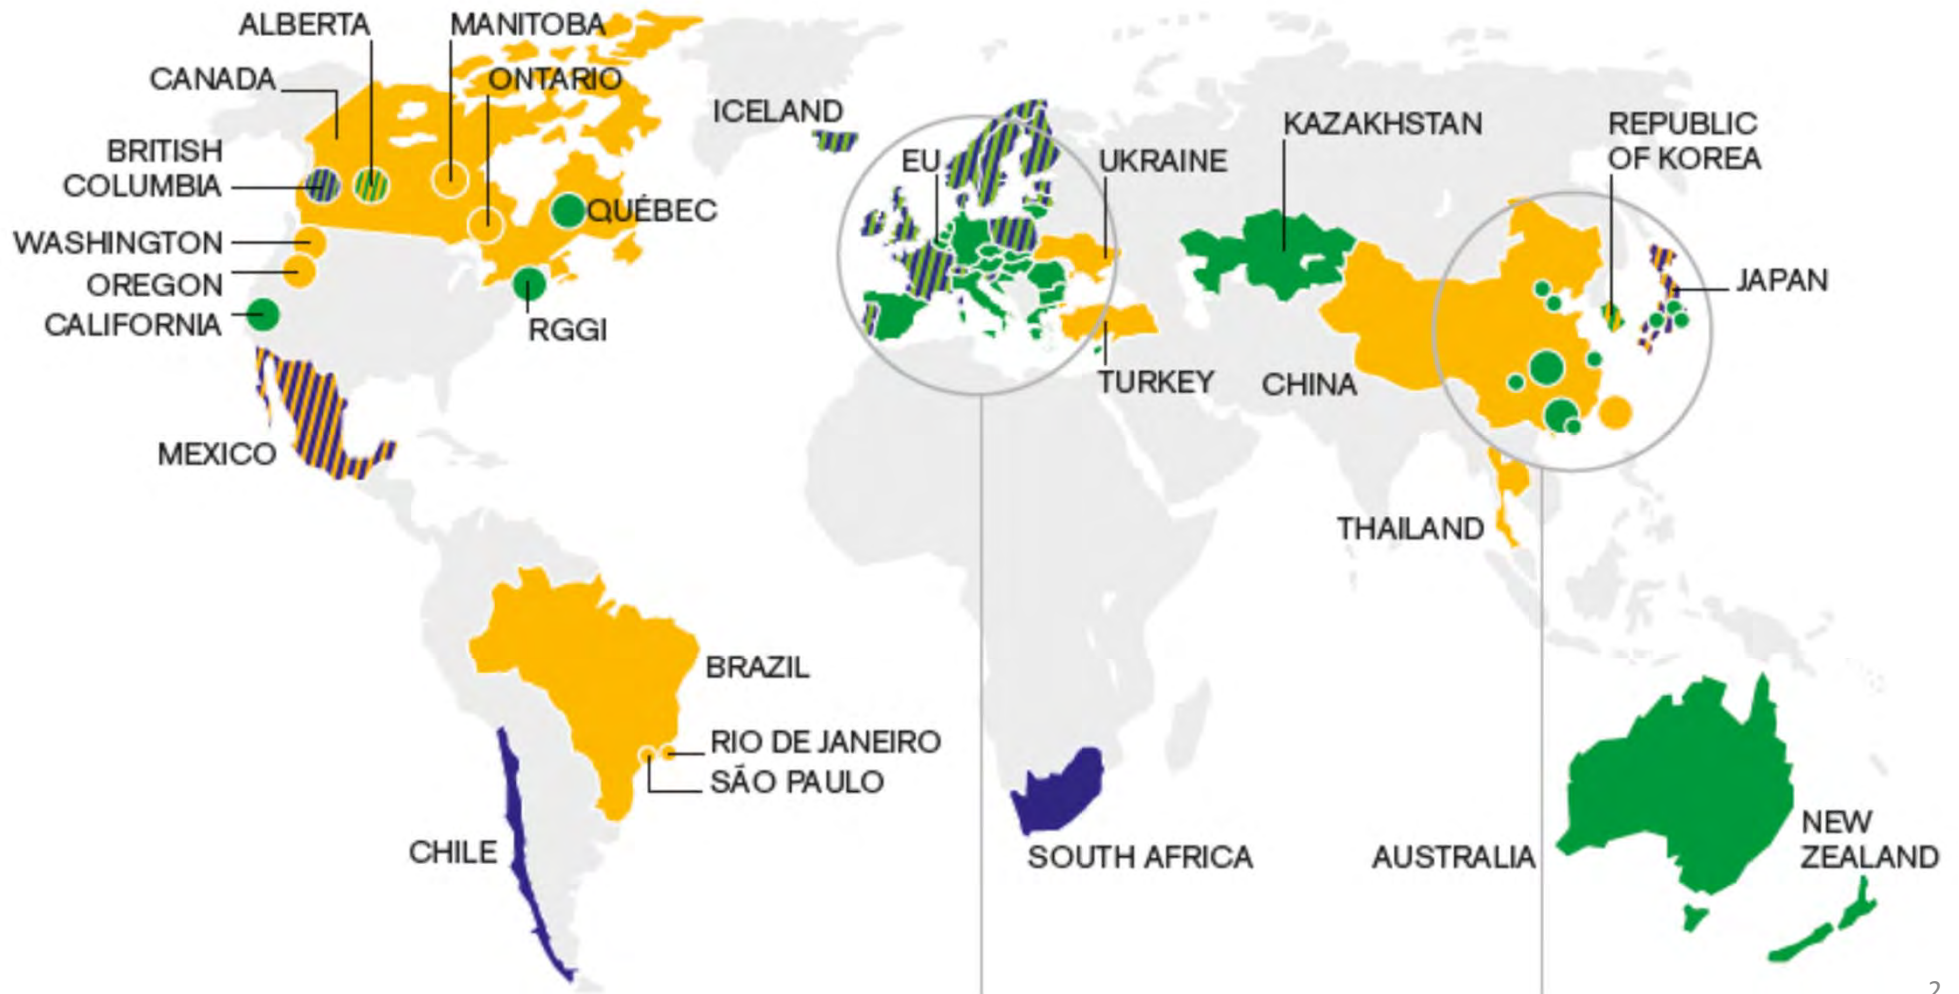 ALBERTA
MANITOBA
CANADA
ONTARIO
ICELAND
KAZAKHSTAN
REPUBLIC
OF KOREA
BRITISH
COLUMBIA
EU
UKRAINE
QUÉBEC
WASHINGTON
OREGON
CALIFORNIA
RGGI
JAPAN
TURKEY
CHINA
MEXICO
THAILAND
BRAZIL
RIO DE JANEIRO
SÃO PAULO
CHILE
SOUTH AFRICA
AUSTRALIA
NEW
ZEALAND
2